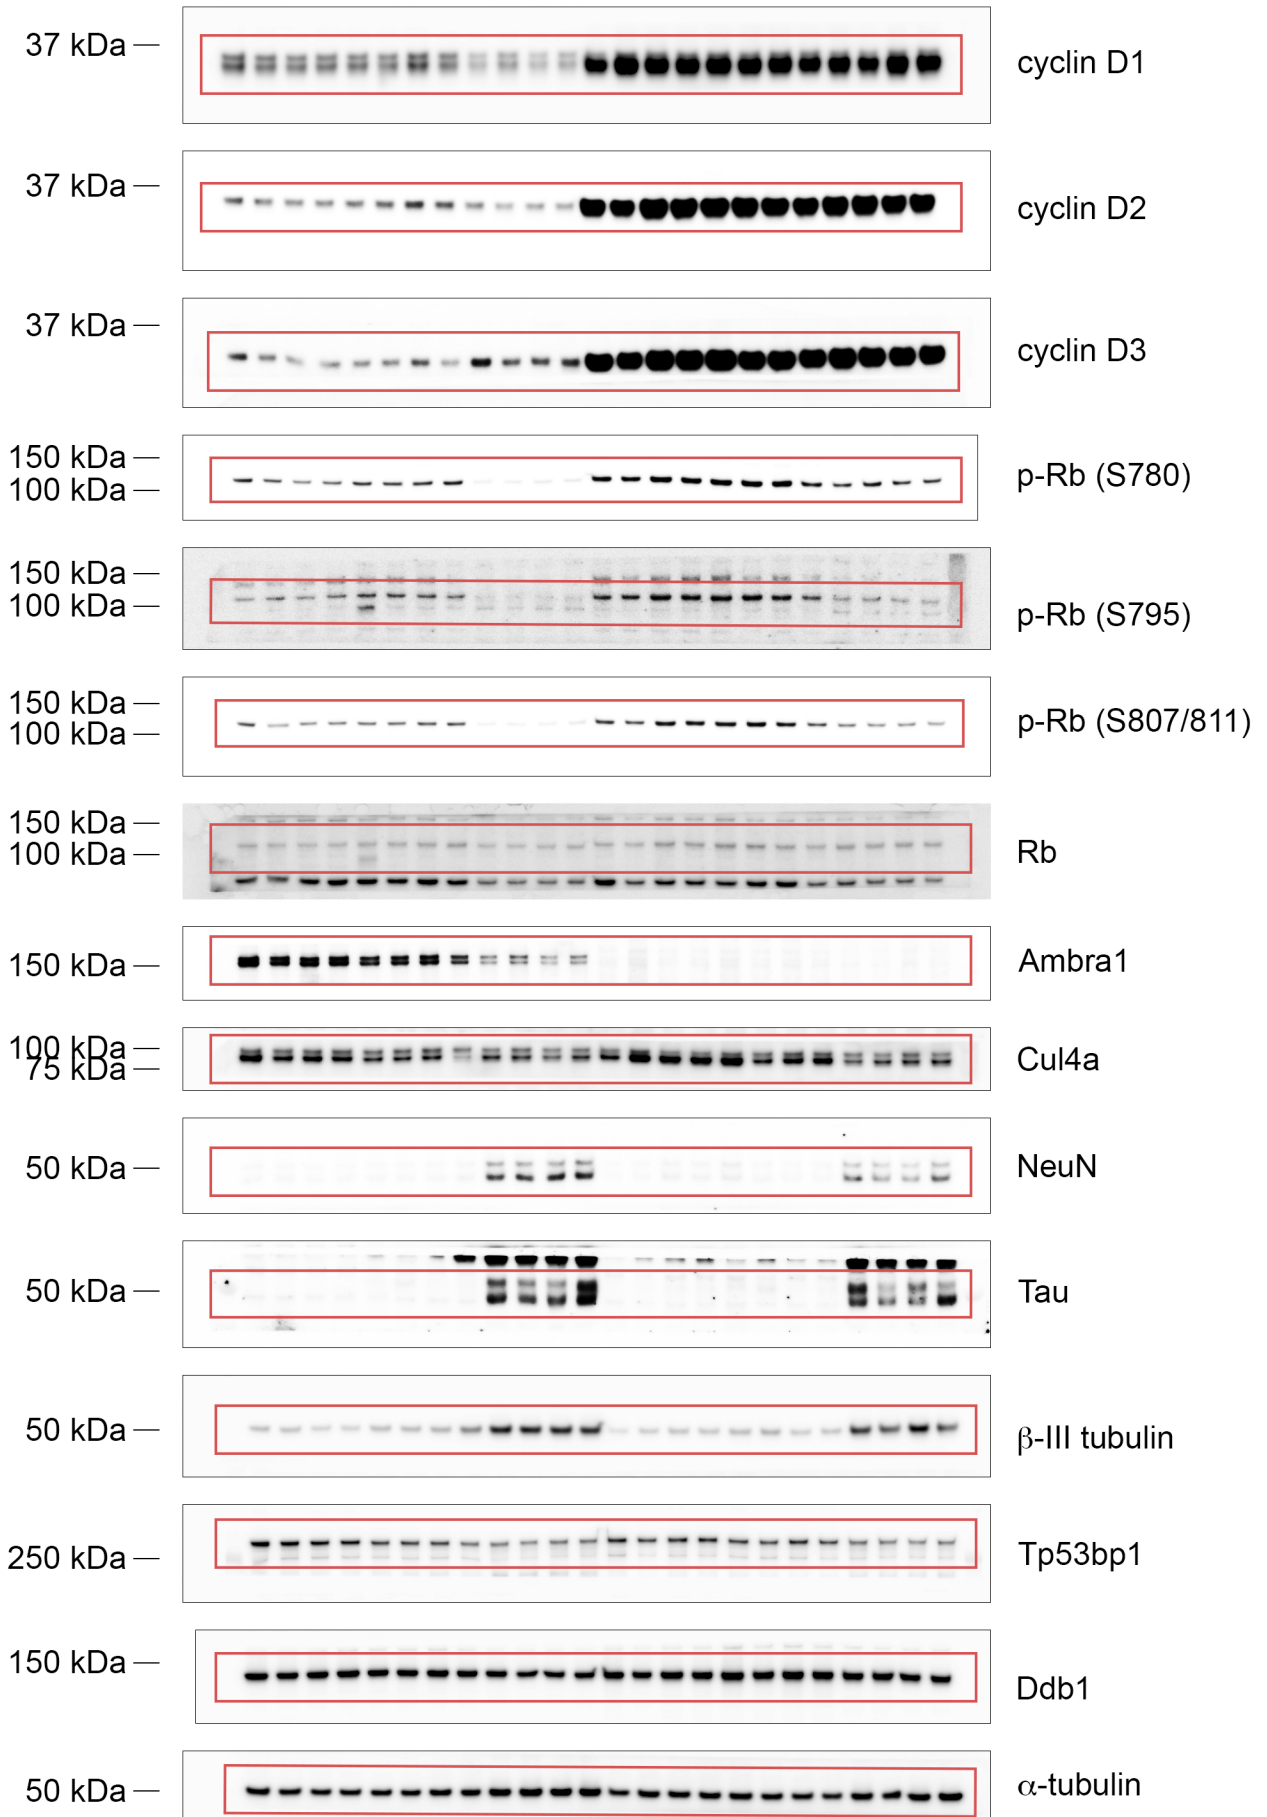 37 kDa — cyclin D1
37 kDa — cyclin D2
37 kDa — cyclin D3
150 kDa —
100 kDa — p-Rb (S780)
150 kDa —
100 kDa — p-Rb (S795)
150 kDa —
100 kDa — p-Rb (S807/811)
150 kDa —
100 kDa — Rb
150 kDa — Ambra1
100 kDa —
75 kDa — Cul4a
50 kDa — NeuN
50 kDa — Tau
50 kDa — β-III tubulin
250 kDa — Tp53bp1
150 kDa — Ddb1
50 kDa — α-tubulin